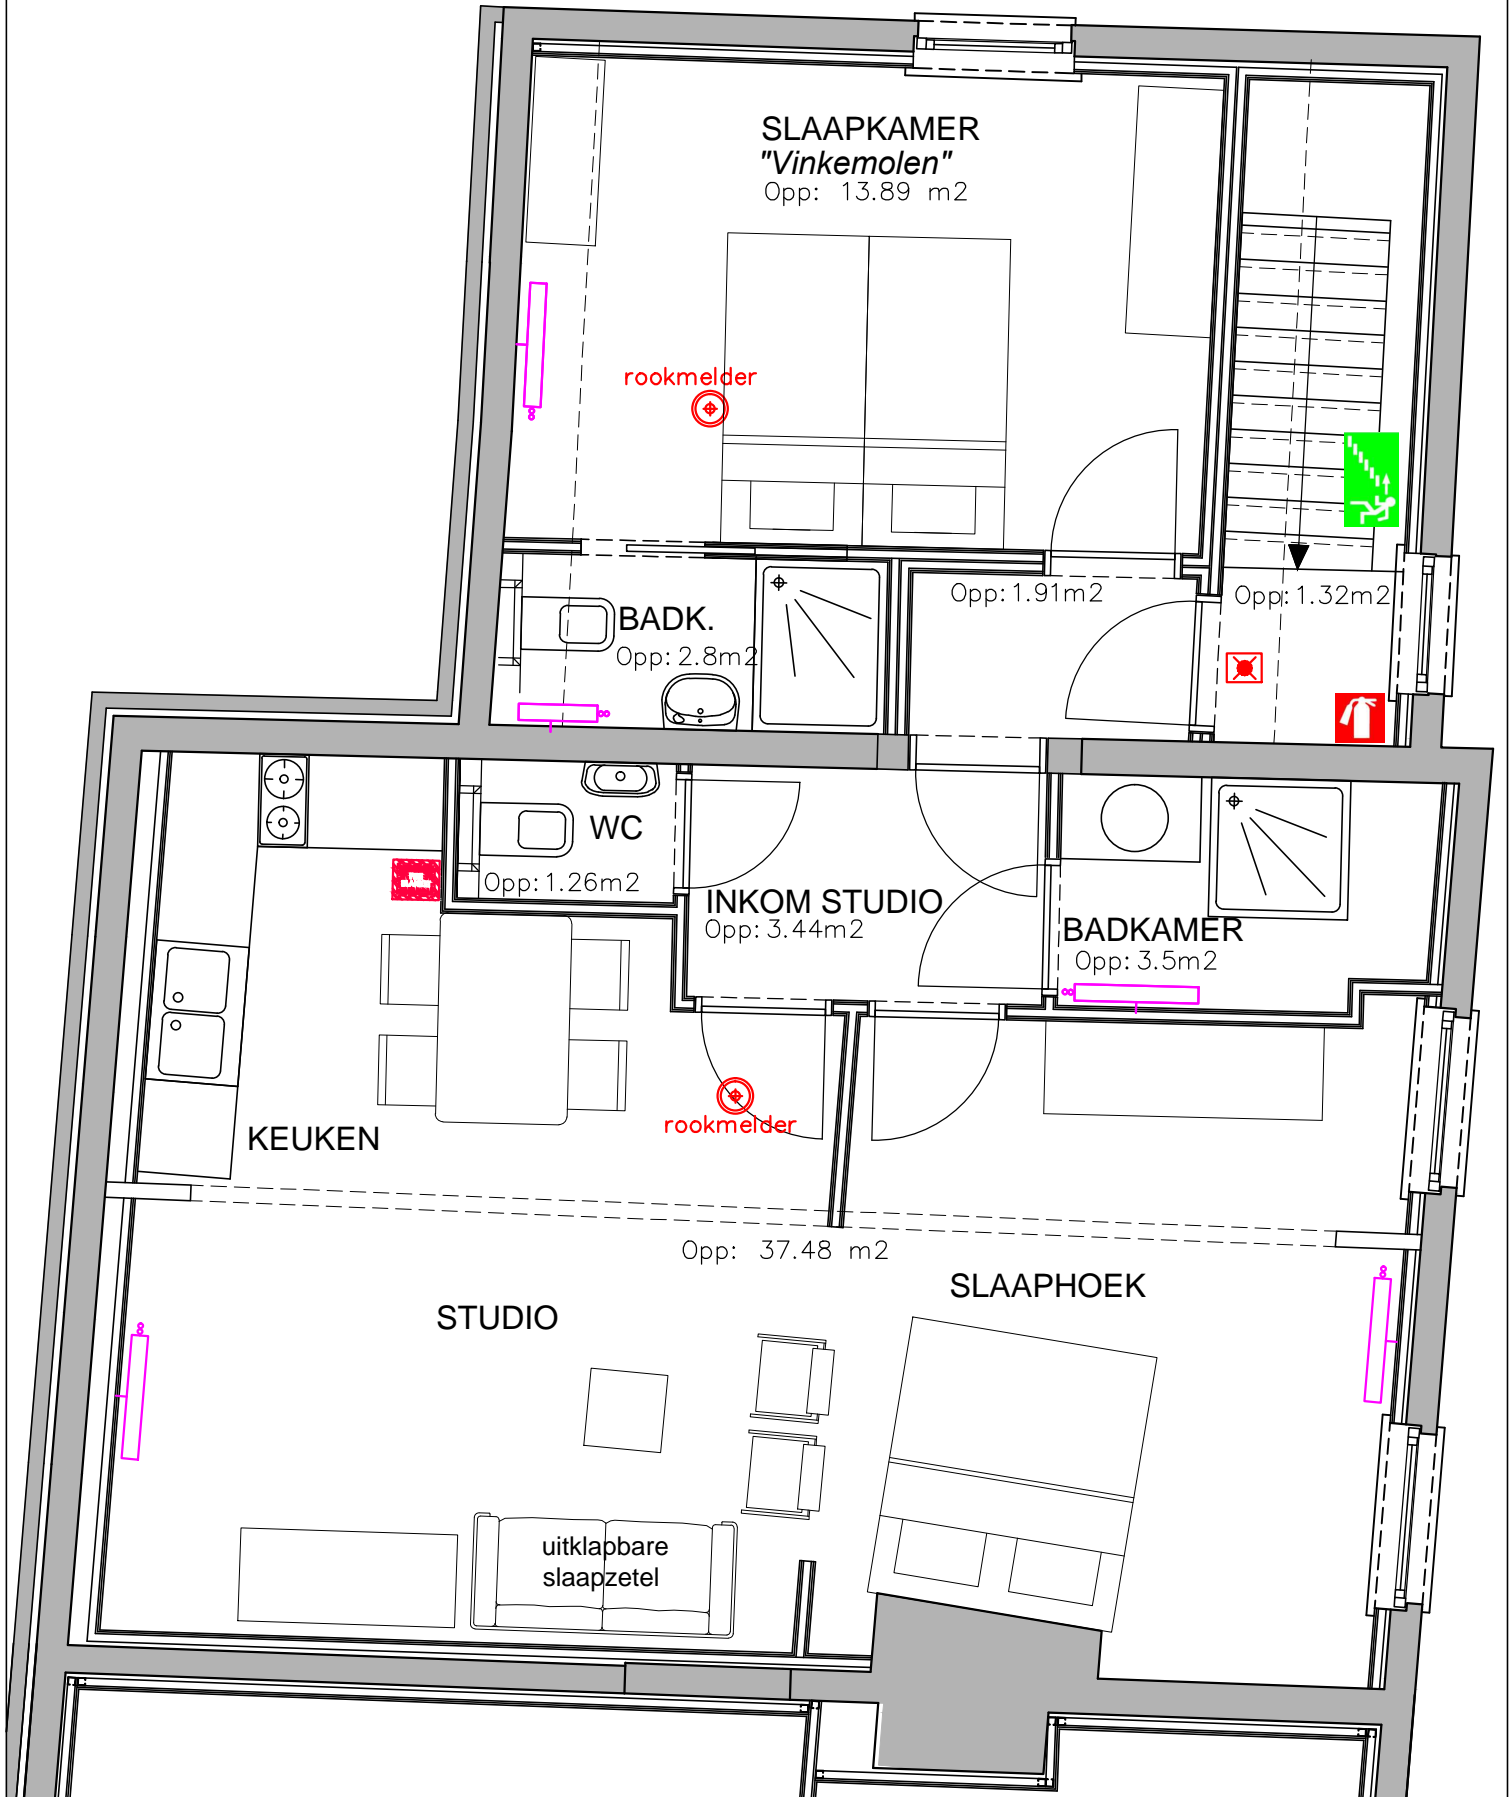 SLAAPKAMER
"Vinkemolen"
Opp: 13.89 m2
rookmelder
Opp:1.91m2
Opp:1.32m2
BADK.
Opp:2.8m2
WC
Opp:1.26m2
INKOM STUDIO
Opp:3.44m2
BADKAMER
Opp:3.5m2
rookmelder
KEUKEN
Opp: 37.48 m2
SLAAPHOEK
STUDIO
uitklapbare
slaapzetel